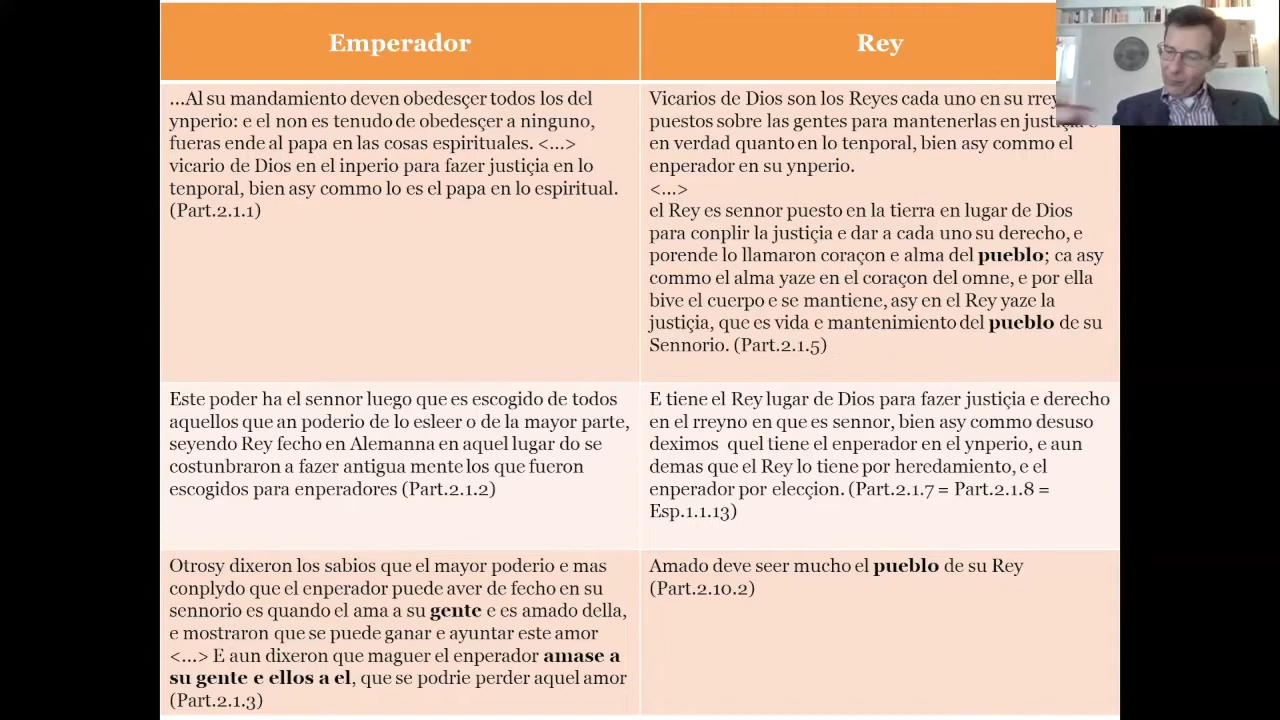 Emperador
Rey
…Al su mandamiento deven obedesçer todos los del
ynperio: e el non es tenudo de obedesçer a ninguno,
fueras ende al papa en las cosas espirituales. <…>
vicario de Dios en el inperio para fazer justiçia en lo
tenporal, bien asy commo lo es el papa en lo espiritual.
(Part.2.1.1)
Vicarios de Dios son los Reyes cada uno en su
puestos sobre las gentes para mantenerlas en
en verdad quanto en lo tenporal, bien asy commo el
enperador en su ynperio.
<…>
el Rey es sennor puesto en la tierra en lugar de Dios
para conplir la justiçia e dar a cada uno su derecho, e
porende lo llamaron coraçon e alma del pueblo; ca asy
commo el alma yaze en el coraçon del omne, e por ella
bive el cuerpo e se mantiene, asy en el Rey yaze la
justiçia, que es vida e mantenimiento del pueblo de su
Sennorio. (Part.2.1.5)
Este poder ha el sennor luego que es escogido de todos
aquellos que an poderio de lo esleer o de la mayor parte,
seyendo Rey fecho en Alemanna en aquel lugar do se
costunbraron a fazer antigua mente los que fueron
escogidos para enperadores (Part.2.1.2)
E tiene el Rey lugar de Dios para fazer justiçia e derecho
en el rreyno en que es sennor, bien asy commo desuso
deximos quel tiene el enperador en el ynperio, e aun
demas que el Rey lo tiene por heredamiento, e el
enperador por elecçion. (Part.2.1.7 = Part.2.1.8 =
Esp.1.1.13)
Otrosy dixeron los sabios que el mayor poderio e mas
conplydo que el enperador puede aver de fecho en su
sennorio es quando el ama a su gente e es amado della,
e mostraron que se puede ganar e ayuntar este amor
<…> E aun dixeron que maguer el enperador amase a
su gente e ellos a el, que se podrie perder aquel amor
(Part.2.1.3)
Amado deve seer mucho el pueblo de su Rey
(Part.2.10.2)